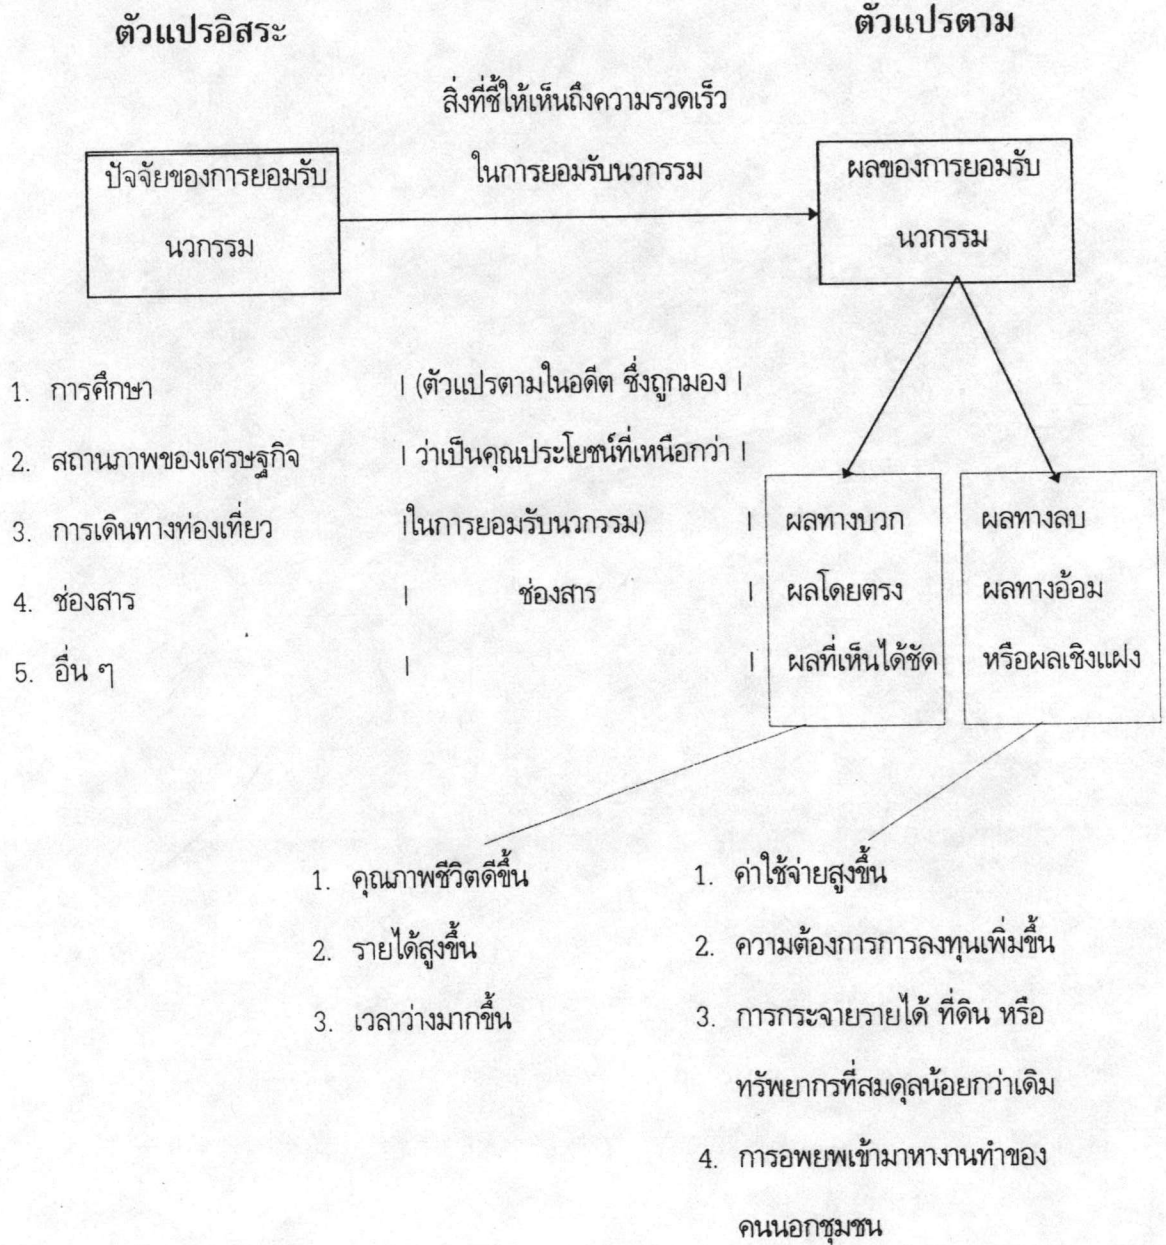 ตัวแปรอิสระ
ตัวแปรตาม
สิ่งที่ชี้ให้เห็นถึงความรวดเร็ว
ในการยอมรับนวกรรม
ปัจจัยของการยอมรับ
นวกรรม
ผลของการยอมรับ
นวกรรม
1. การศึกษา
2. สถานภาพของเศรษฐกิจ
3. การเดินทางท่องเที่ยว
4. ช่องสาร
5. อื่น ๆ
| (ตัวแปรตามในอดีต ซึ่งถูกมอง |
| ว่าเป็นคุณประโยชน์ที่เหนือกว่า |
|ในการยอมรับนวกรรม) |
| ช่องสาร |
| |
ผลทางบวก
ผลโดยตรง
ผลที่เห็นได้ชัด
ผลทางลบ
ผลทางอ้อม
หรือผลเชิงแฝง
1. คุณภาพชีวิตดีขึ้น
2. รายได้สูงขึ้น
3. เวลาว่างมากขึ้น
1. ค่าใช้จ่ายสูงขึ้น
2. ความต้องการการลงทุนเพิ่มขึ้น
3. การกระจายรายได้ ที่ดิน หรือ
ทรัพยากรที่สมดุลน้อยกว่าเดิม
4. การอพยพเข้ามาหางานทำของ
คนนอกชุมชน